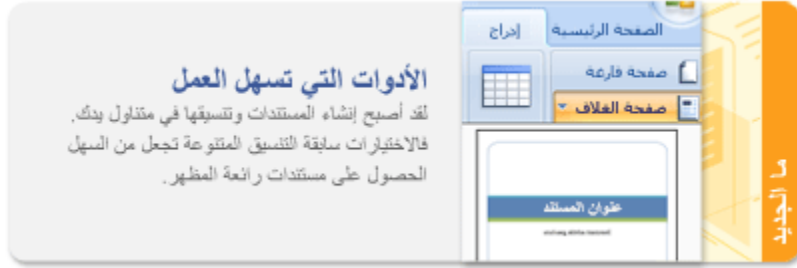 ما الجديد
الصفحة الرئيسية
إدراج
صفحة فارغة
صفحة الغلاف
عنوان المستند
الأدوات التي تسهل العمل
لقد أصبح إنشاء المستندات وتنسيقها في متناول يدك.
فالاختيارات سابقة التنسيق المتنوعة تجعل من السهل
الحصول على مستندات رائعة المظهر.